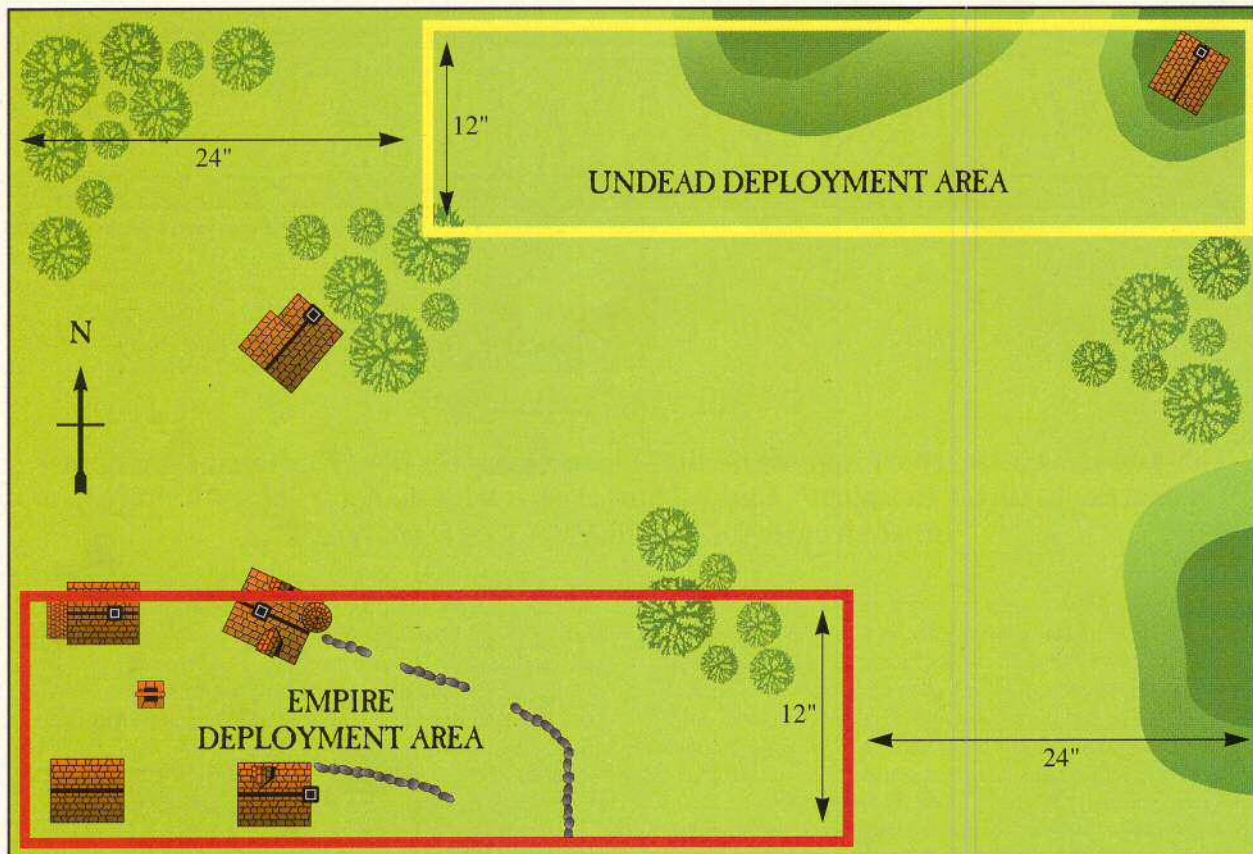 12"
24"
UNDEAD DEPLOYMENT AREA
N
EMPIRE
DEPLOYMENT AREA
12"
24"